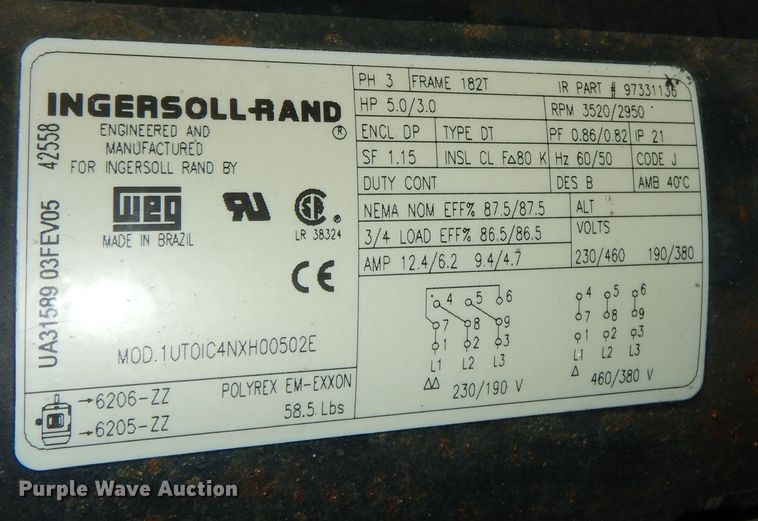 INGERSOLL-RAND ®
ENGINEERED AND
MANUFACTURED
FOR INGERSOLL RAND BY
WEG
MADE IN BRAZIL
LR 38324
CE
UA31589 03FEV05 42558
MOD.1UT0IC4NXH00502E
→6206-ZZ
→6205-ZZ
POLYREX EM-EXXON
58.5 Lbs
PH 3 FRAME 182T IR PART # 97331136
HP 5.0/3.0 RPM 3520/2950
ENCL DP TYPE DT PF 0.86/0.82 IP 21
SF 1.15 INSL CL F∆80 K Hz 60/50 CODE J
DUTY CONT DES B AMB 40°C
NEMA NOM EFF% 87.5/87.5 ALT
3/4 LOAD EFF% 86.5/86.5 VOLTS
AMP 12.4/6.2 9.4/4.7 230/460 190/380
4 5 6 4 5 6
7 8 9 7 8 9
1 2 3 1 2 3
L1 L2 L3 L1 L2 L3
∆∆ 230/190 V ∆ 460/380 V
Purple Wave Auction